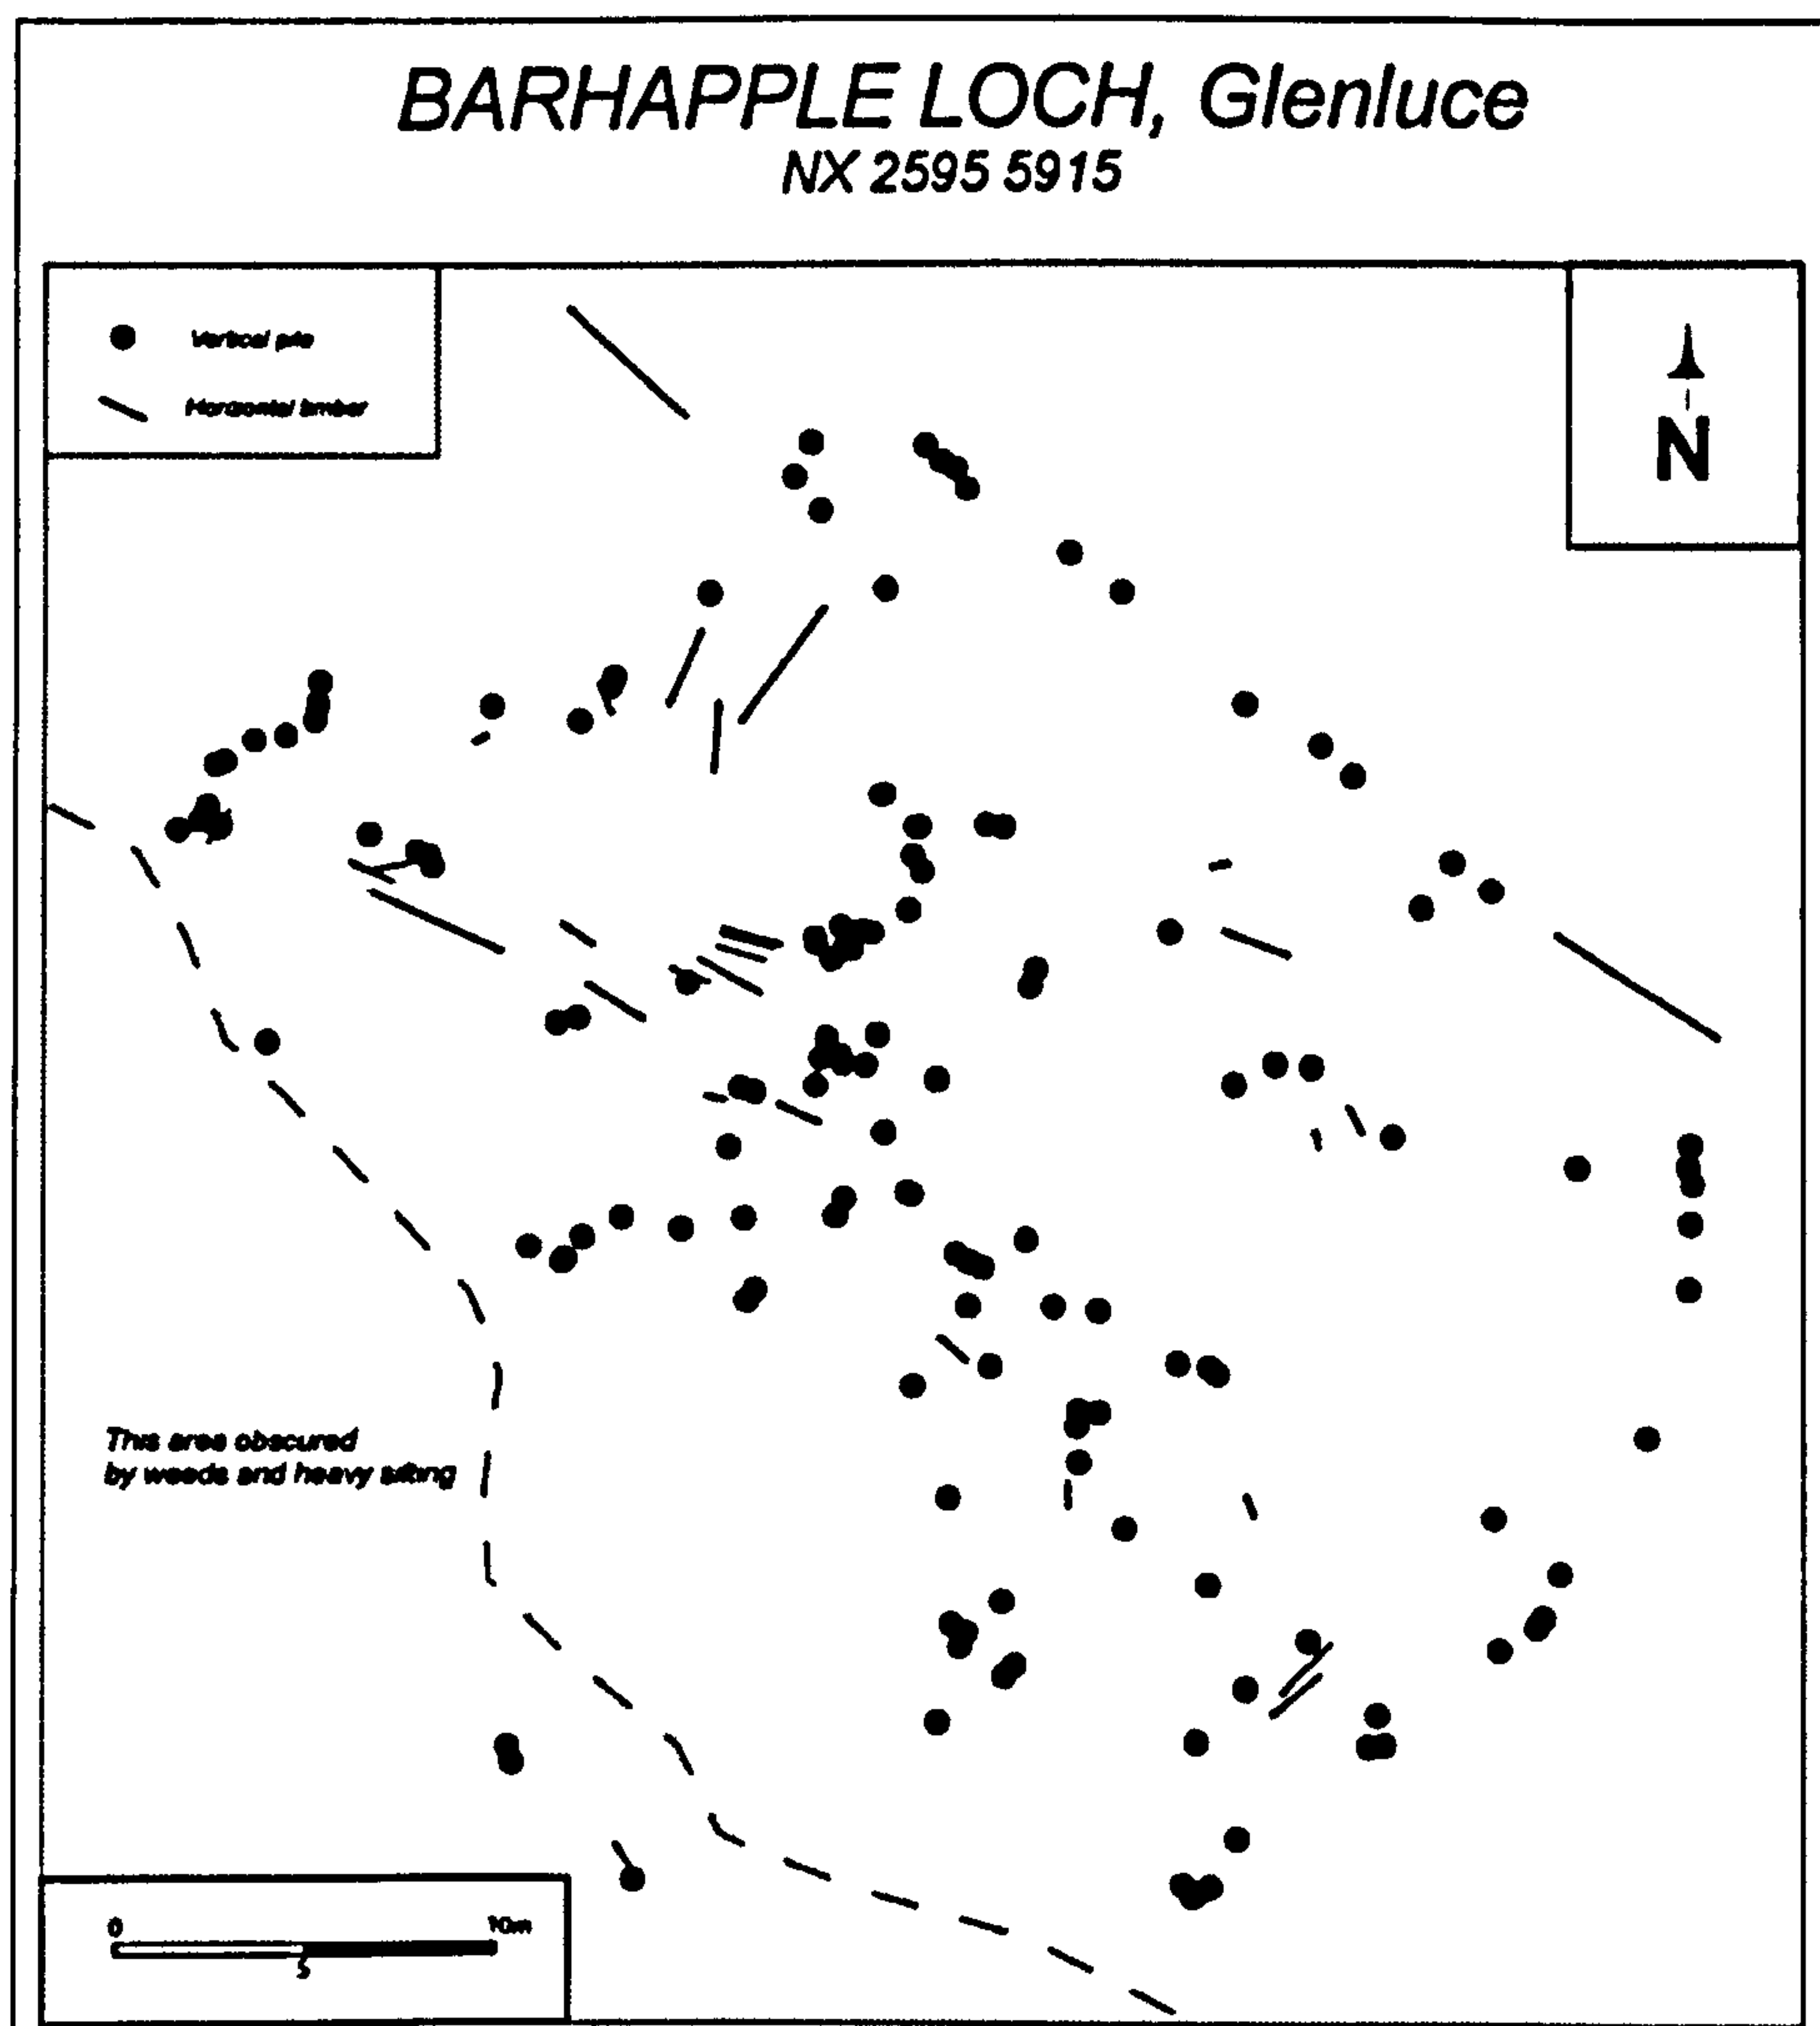 BARHAPPLE LOCH, Glenluce
NX 2595 5915
Vertical pile
Horizontal timber
N
This area obscured
by weeds and heavy silting
0 10m
5